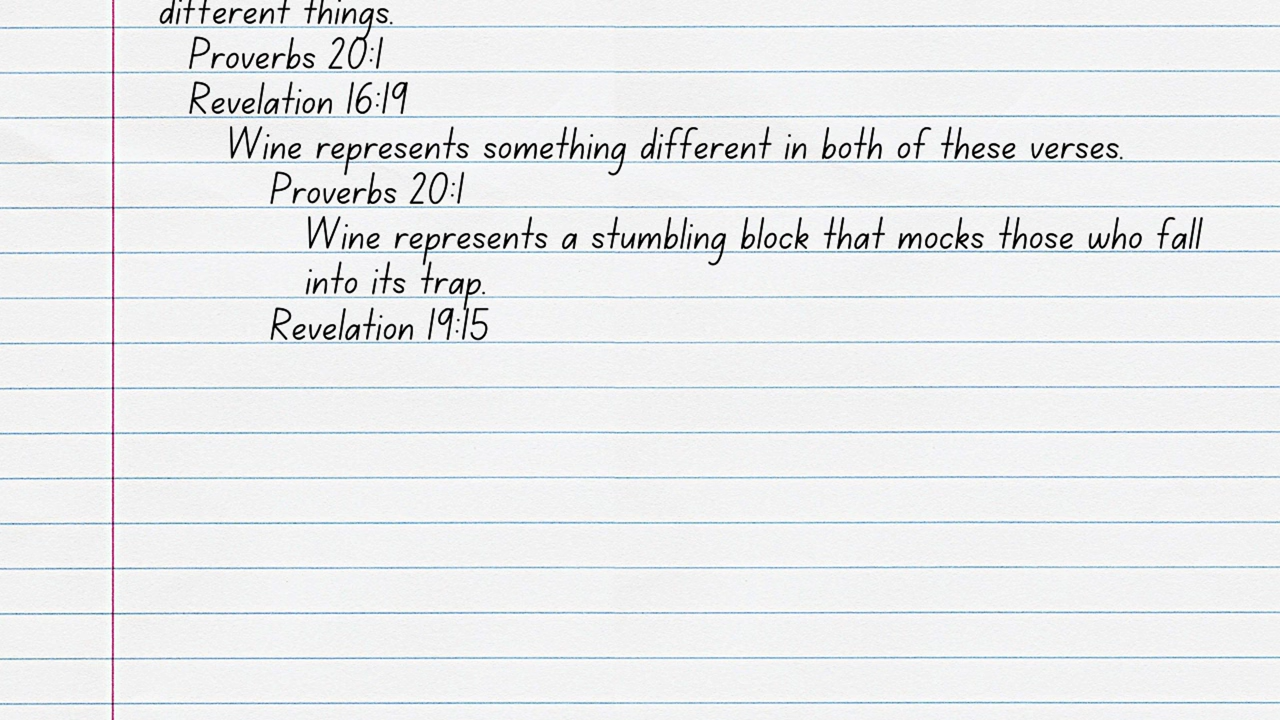 different things.
Proverbs 20:1
Revelation 16:19
Wine represents something different in both of these verses.
Proverbs 20:1
Wine represents a stumbling block that mocks those who fall
into its trap.
Revelation 19:15